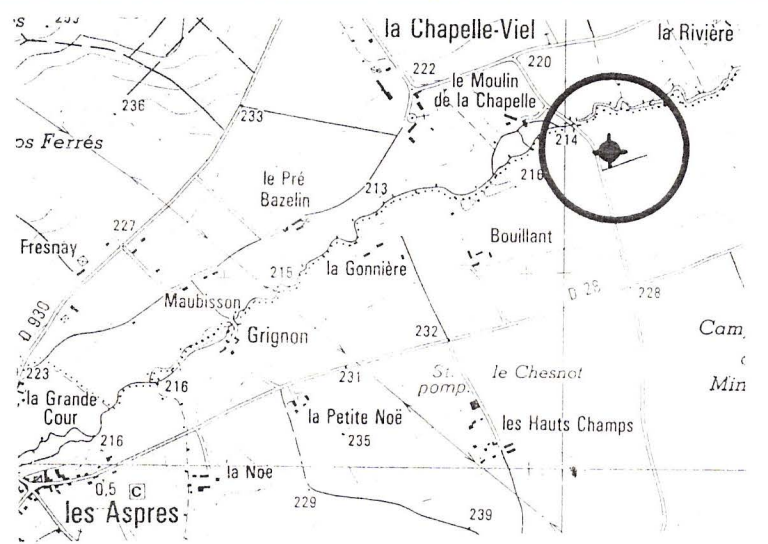 la Chapelle-Viel
la Rivière
222
220
le Moulin
de la Chapelle
236
233
214
le Pré
Bazelin
213
216
227
Fresnay
Bouillant
215
la Gonnière
Maubisson
D 28
228
D 930
Grignon
232
223
231
le Chesnot
St.
pomp.
216
la Grande
Cour
la Petite Noë
les Hauts Champs
235
216
la Noë
0,5
C
229
239
les Aspres